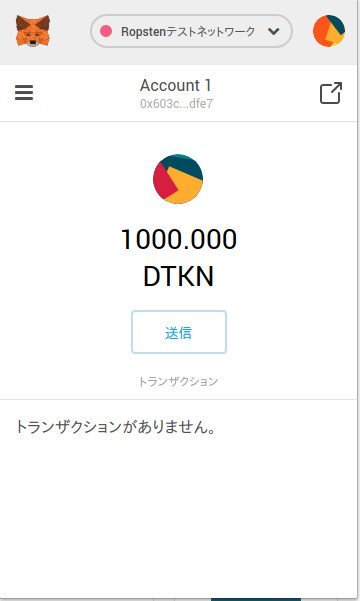 Ropstenテストネットワーク
Account 1
0x603c...dfe7
1000.000
DTKN
送信
トランザクション
トランザクションがありません。